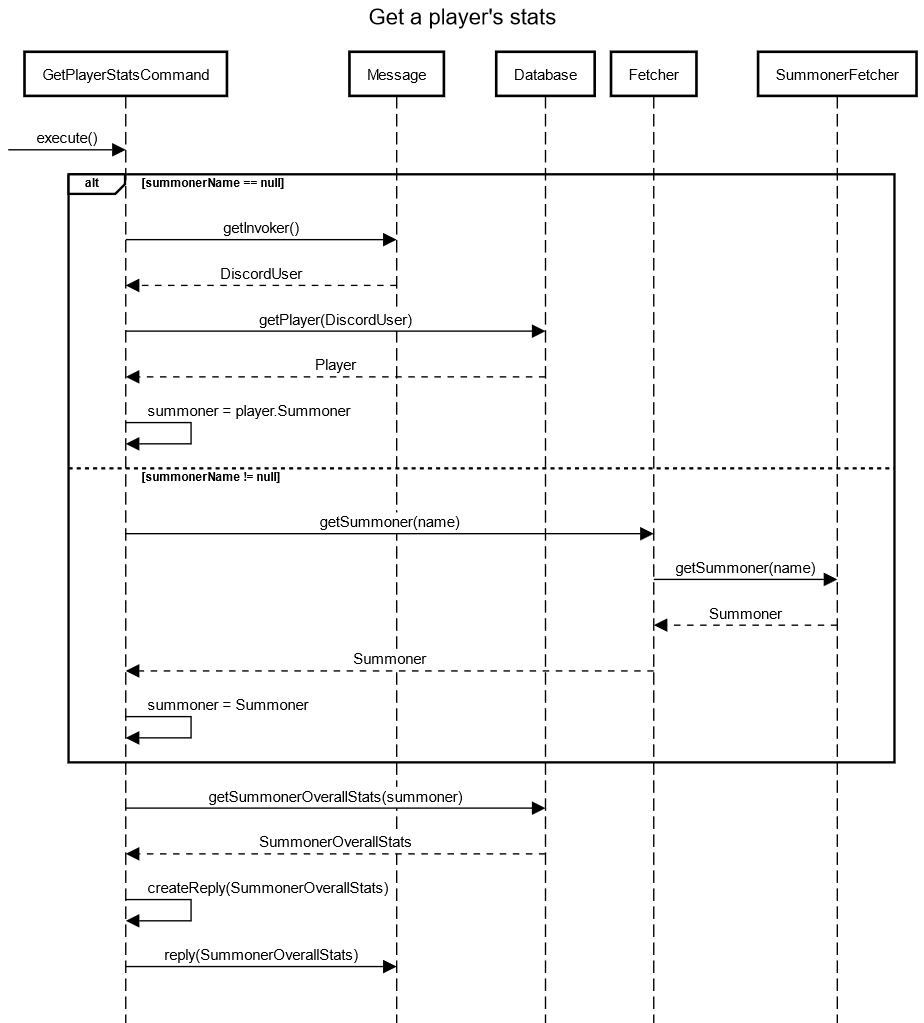 Get a player's stats
GetPlayerStatsCommand
Message
Database
Fetcher
SummonerFetcher
execute()
alt
[summonerName == null]
getInvoker()
DiscordUser
getPlayer(DiscordUser)
Player
summoner = player.Summoner
[summonerName != null]
getSummoner(name)
getSummoner(name)
Summoner
Summoner
summoner = Summoner
getSummonerOverallStats(summoner)
SummonerOverallStats
createReply(SummonerOverallStats)
reply(SummonerOverallStats)